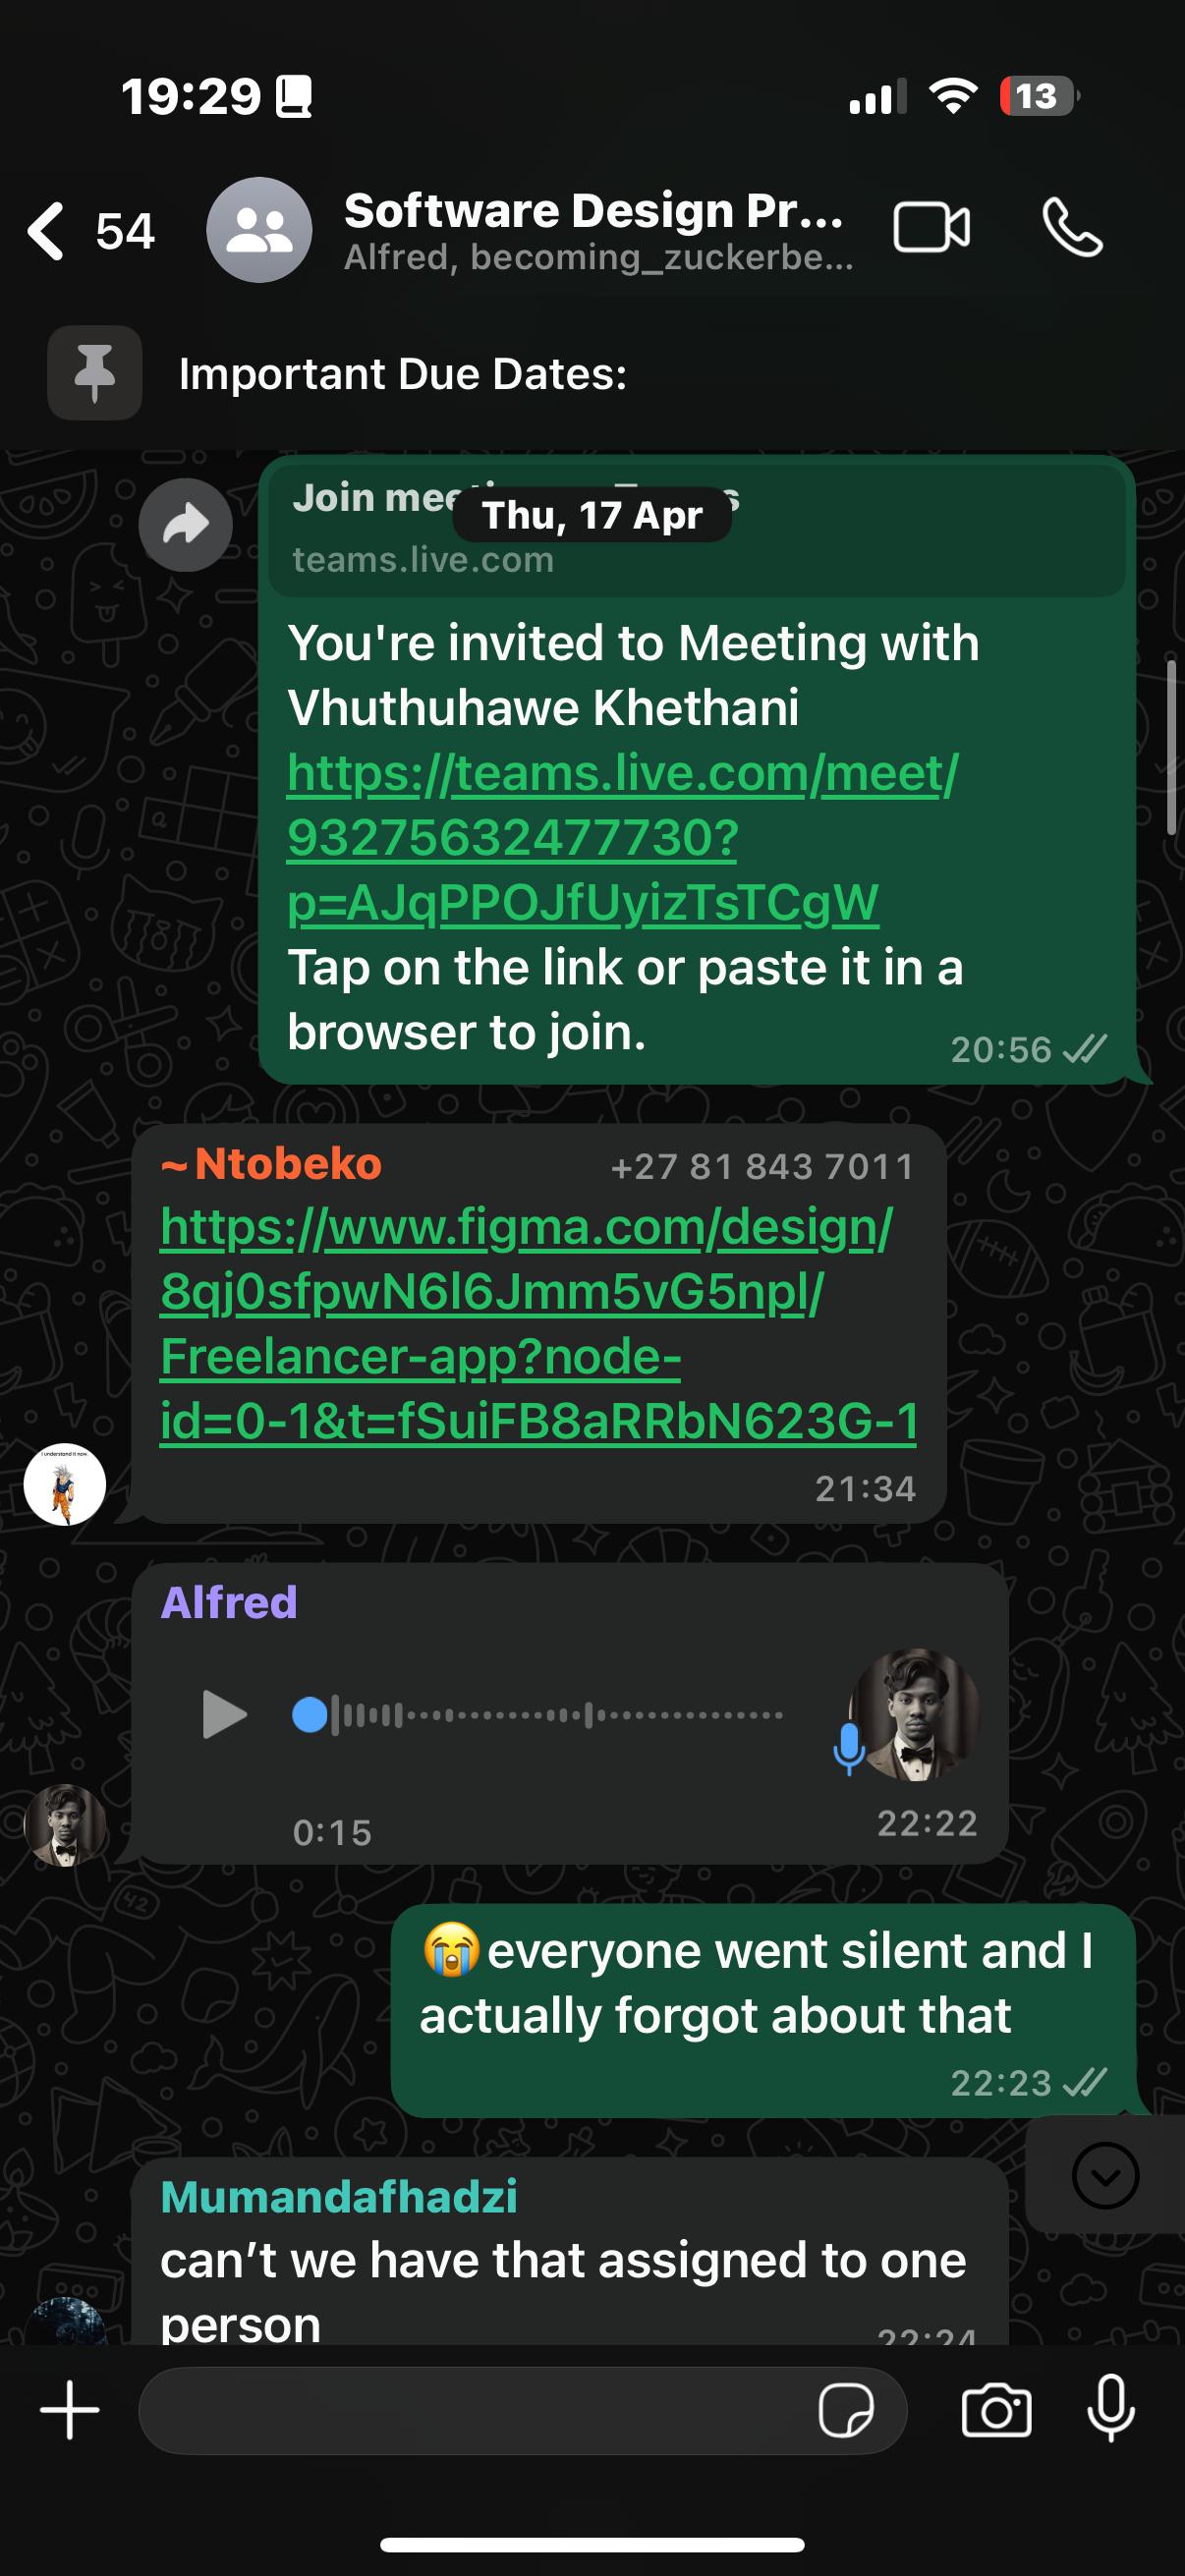 19:29
13
54
Software Design Pr...
Alfred, becoming_zuckerbe...
Important Due Dates:
Join
Thu, 17 Apr
teams.live.com
You're invited to Meeting with
Vhuthuhawe Khethani
https://teams.live.com/meet/
93275632477730?
p=AJqPPOJfUyizTsTCgW
Tap on the link or paste it in a
browser to join.
20:56
~Ntobeko +27 81 843 7011
https://www.figma.com/design/
8qj0sfpwN6l6Jmm5vG5npl/
Freelancer-app?node-
id=0-1&t=fSuiFB8aRRbN623G-1
21:34
Alfred
0:15 22:22
😭everyone went silent and I
actually forgot about that
22:23
Mumandafhadzi
can't we have that assigned to one
person
22:24